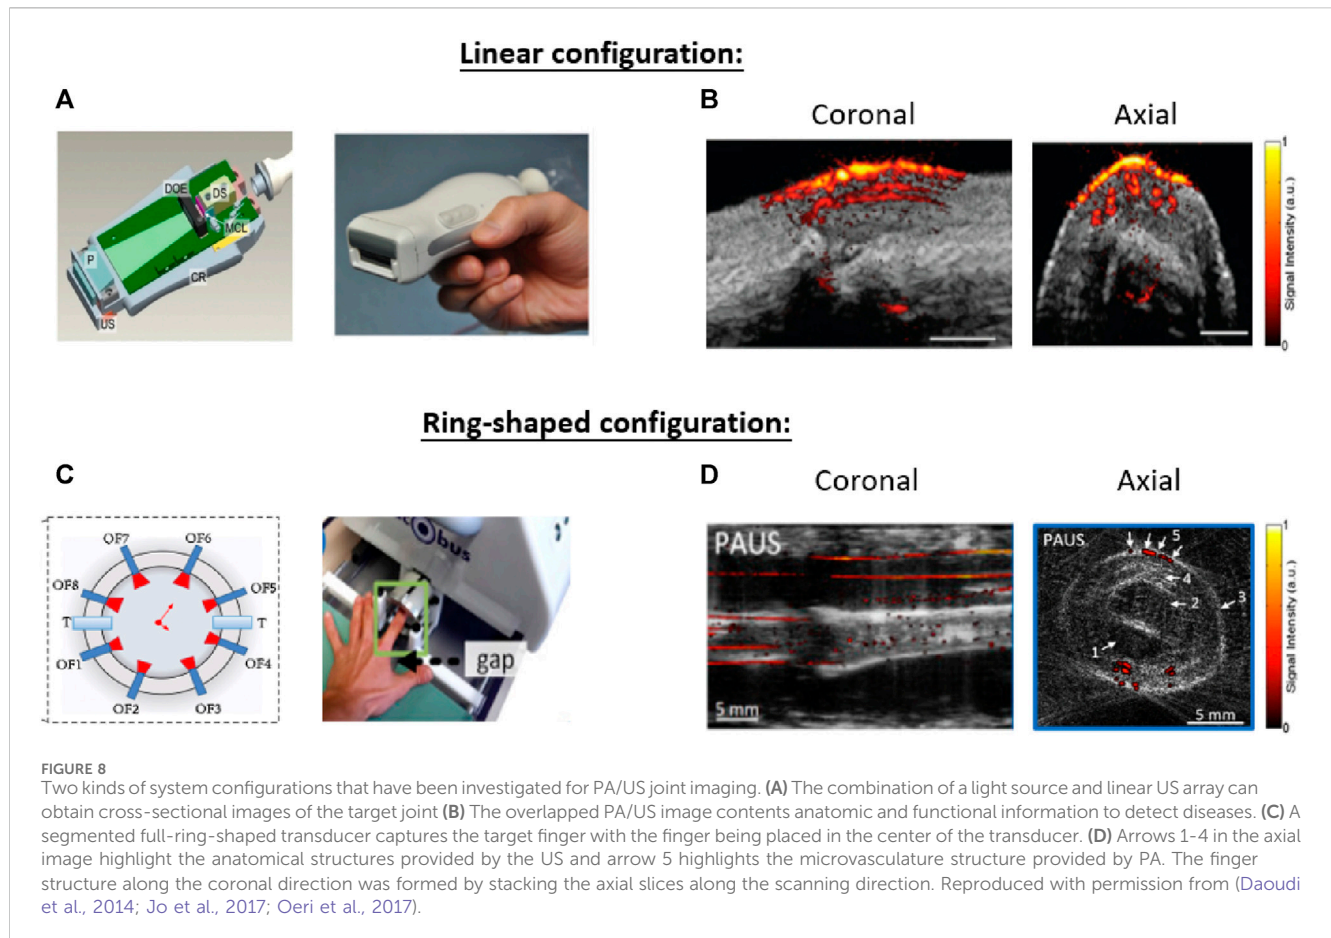 Linear configuration:
A
B
Coronal
Axial
DOE
DS
MCL
P
CR
US
1
Signal Intensity (a.u.)
0
Ring-shaped configuration:
C
D
Coronal
Axial
OF7
OF6
OF8
OF5
T
T
OF1
OF4
OF2
OF3
bus
gap
PAUS
5 mm
PAUS
5
4
2
3
1
5 mm
1
Signal Intensity (a.u.)
0
FIGURE 8
Two kinds of system configurations that have been investigated for PA/US joint imaging. (A) The combination of a light source and linear US array can
obtain cross-sectional images of the target joint (B) The overlapped PA/US image contents anatomic and functional information to detect diseases. (C) A
segmented full-ring-shaped transducer captures the target finger with the finger being placed in the center of the transducer. (D) Arrows 1-4 in the axial
image highlight the anatomical structures provided by the US and arrow 5 highlights the microvasculature structure provided by PA. The finger
structure along the coronal direction was formed by stacking the axial slices along the scanning direction. Reproduced with permission from (Daoudi
et al., 2014; Jo et al., 2017; Oeri et al., 2017).